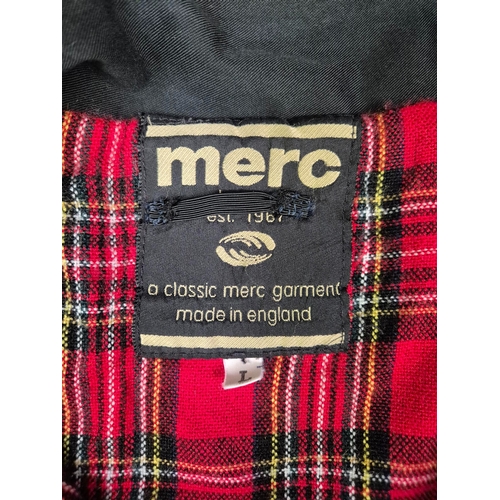 merc
est. 1967
a classic merc garment
made in england
L